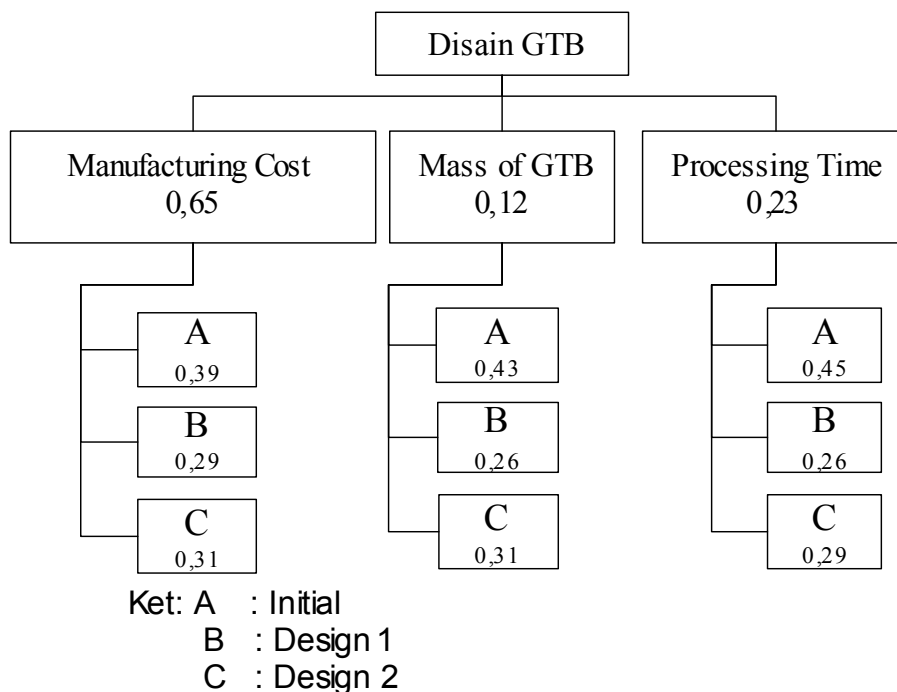 Disain GTB
Manufacturing Cost
0,65
Mass of GTB
0,12
Processing Time
0,23
A
0,39
B
0,29
C
0,31
A
0,43
B
0,26
C
0,31
A
0,45
B
0,26
C
0,29
Ket: A : Initial
B : Design 1
C : Design 2